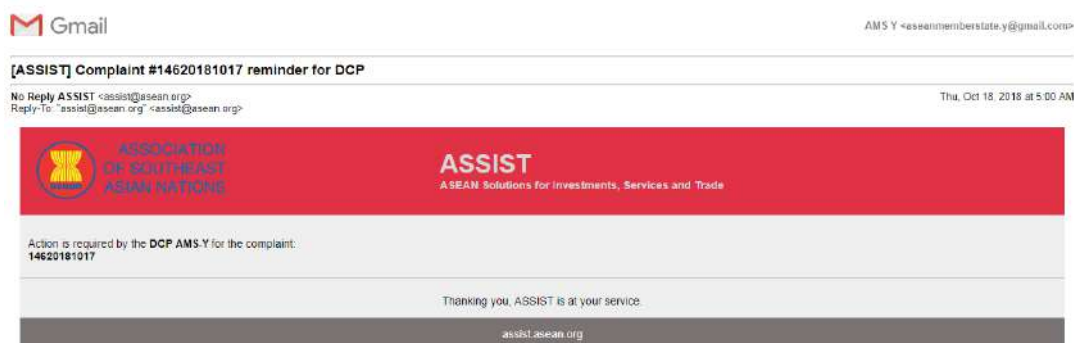 Gmail
AMS Y <aseanmemberstate.y@gmail.com>
[ASSIST] Complaint #14620181017 reminder for DCP
No Reply ASSIST <assist@asean.org>
Thu, Oct 18, 2018 at 5:00 AM
Reply-To: "assist@asean.org" <assist@asean.org>
ASSOCIATION
OF SOUTHEAST
ASIAN NATIONS
ASSIST
ASEAN Solutions for Investments, Services and Trade
Action is required by the DCP AMS-Y for the complaint:
14620181017
Thanking you, ASSIST is at your service.
assist.asean.org